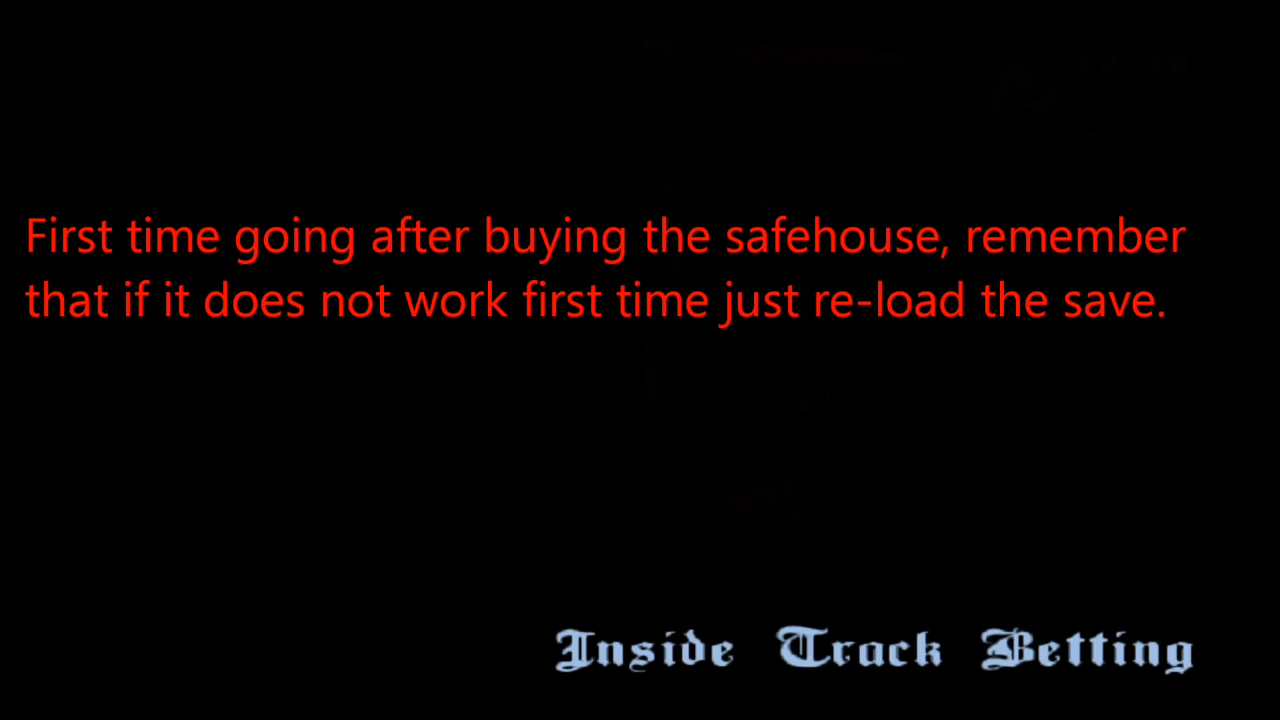 First time going after buying the safehouse, remember
that if it does not work first time just re-load the save.
Inside Track Betting